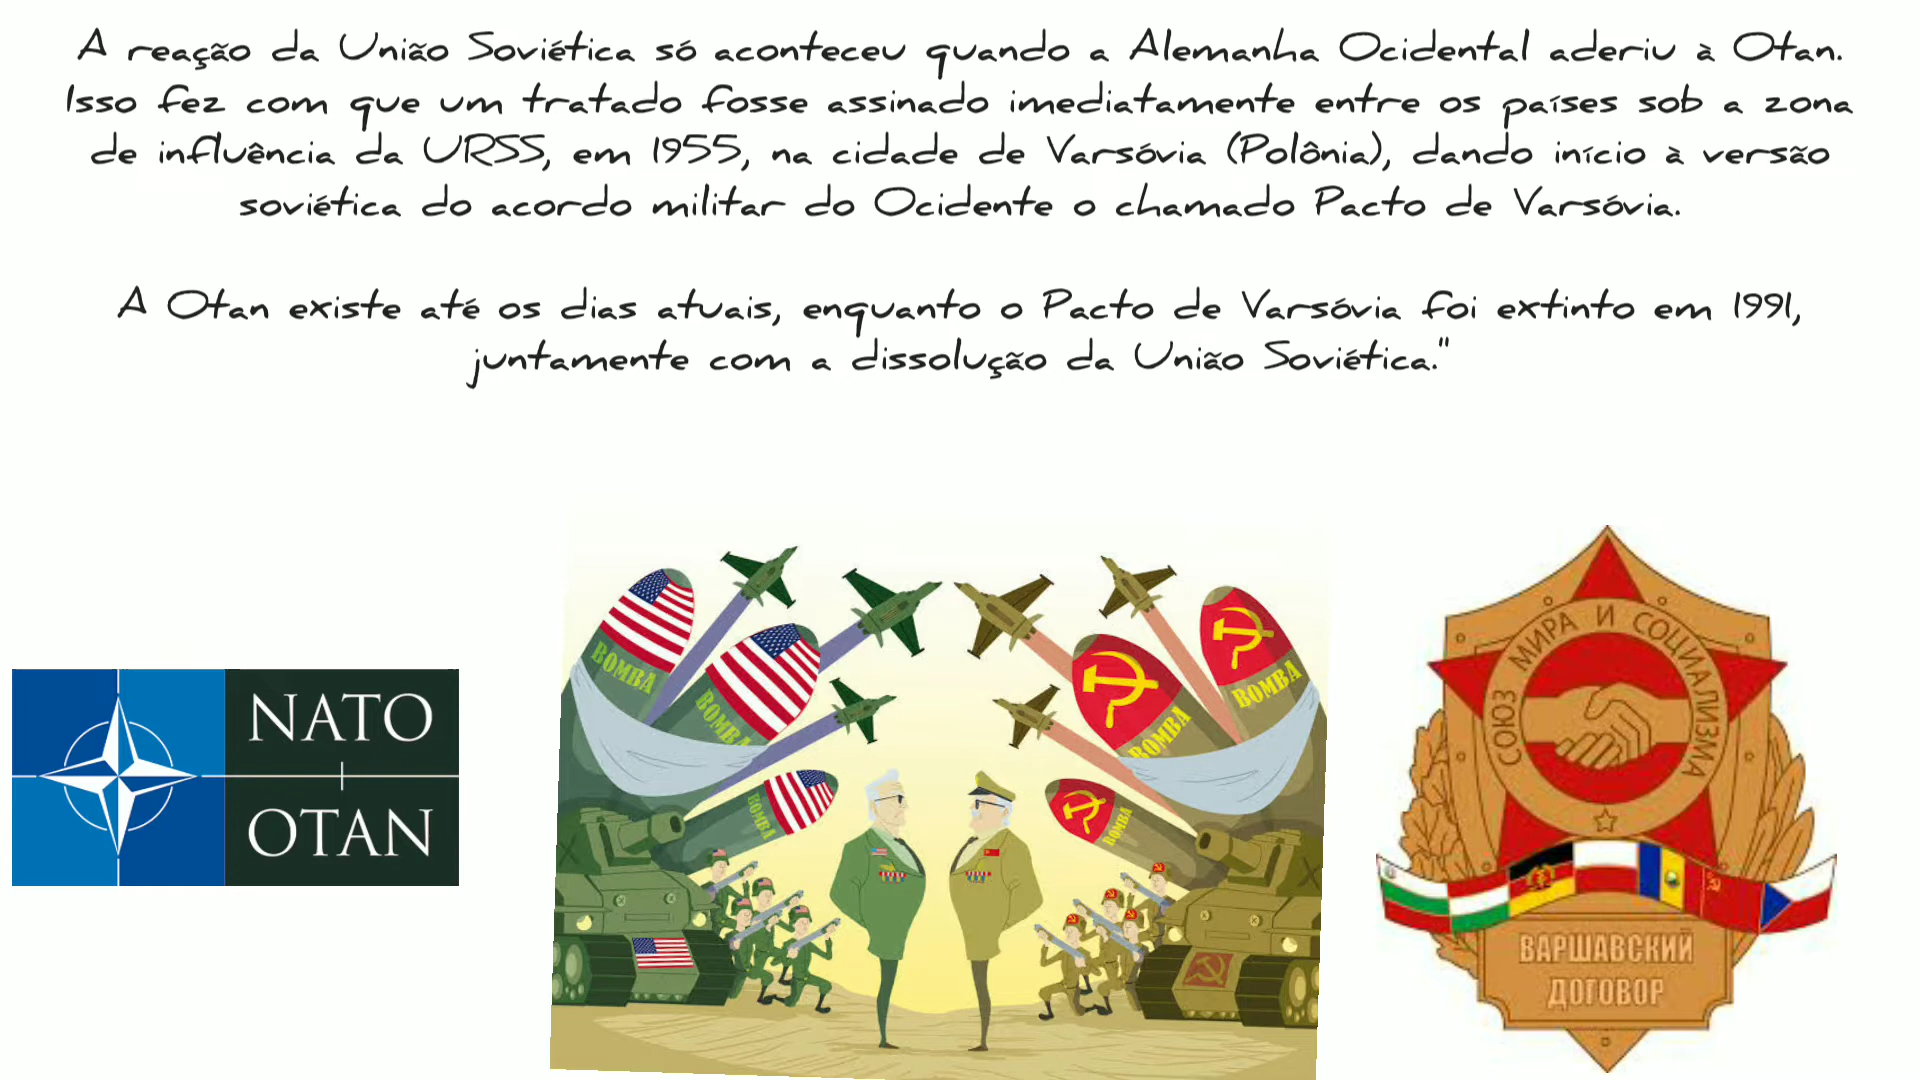 A reação da União Soviética só aconteceu quando a Alemanha Ocidental aderiu à Otan.
Isso fez com que um tratado fosse assinado imediatamente entre os países sob a zona
de influência da URSS, em 1955, na cidade de Varsóvia (Polônia), dando início à versão
soviética do acordo militar do Ocidente o chamado Pacto de Varsóvia.
A Otan existe até os dias atuais, enquanto o Pacto de Varsóvia foi extinto em 1991,
juntamente com a dissolução da União Soviética."
NATO
OTAN
BOMBA
BOMBA
BOMBA
BOMBA
BOMBA
BOMBA
СОЮЗ МИРА И СОЦИАЛИЗМА
ВАРШАВСКИЙ
ДОГОВОР